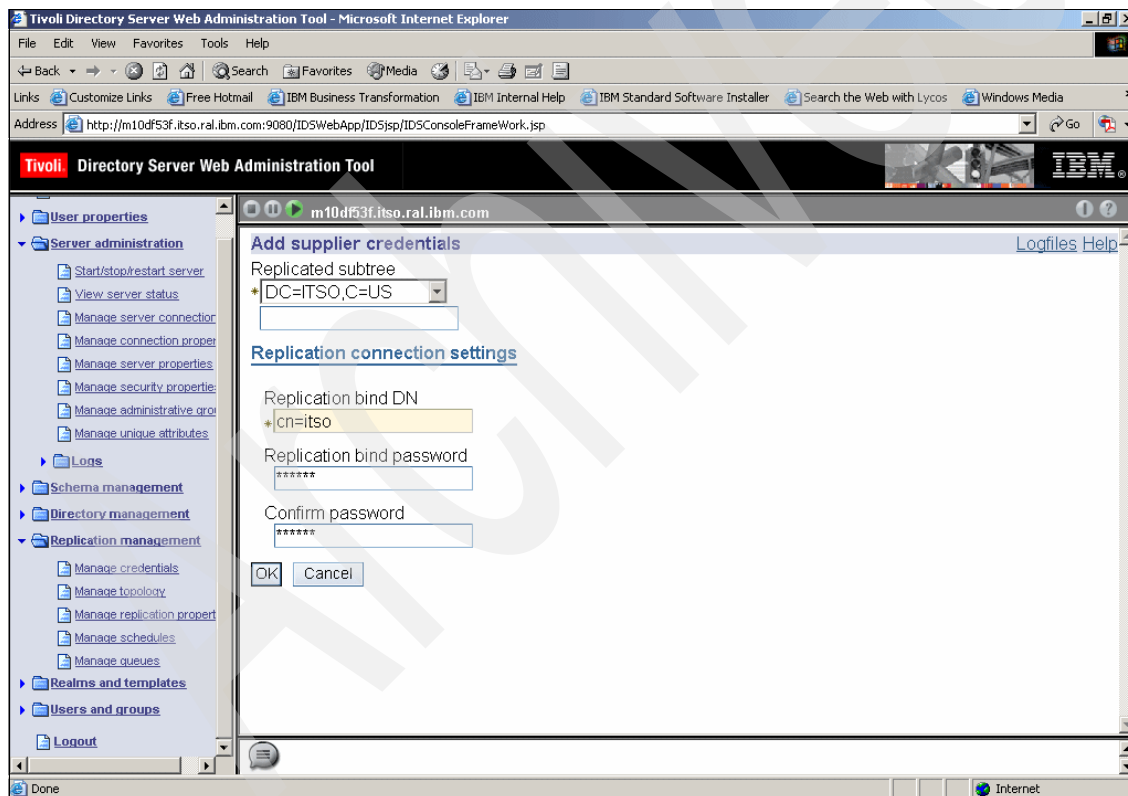 Tivoli Directory Server Web Administration Tool - Microsoft Internet Explorer
File Edit View Favorites Tools Help
Back Search Favorites Media
Links Customize Links Free Hotmail IBM Business Transformation IBM Internal Help IBM Standard Software Installer Search the Web with Lycos Windows Media
Address http://m10df53f.itso.ral.ibm.com:9080/IDSWebApp/IDSjsp/IDSConsoleFrameWork.jsp Go
Tivoli. Directory Server Web Administration Tool IBM®
User properties
Server administration
Start/stop/restart server
View server status
Manage server connection
Manage connection proper
Manage server properties
Manage security propertie
Manage administrative grou
Manage unique attributes
Logs
Schema management
Directory management
Replication management
Manage credentials
Manage topology
Manage replication propert
Manage schedules
Manage queues
Realms and templates
Users and groups
Logout
m10df53f.itso.ral.ibm.com
Add supplier credentials Logfiles Help
Replicated subtree
*DC=ITSO,C=US
Replication connection settings
Replication bind DN
*cn=itso
Replication bind password
******
Confirm password
******
OK Cancel
Done Internet